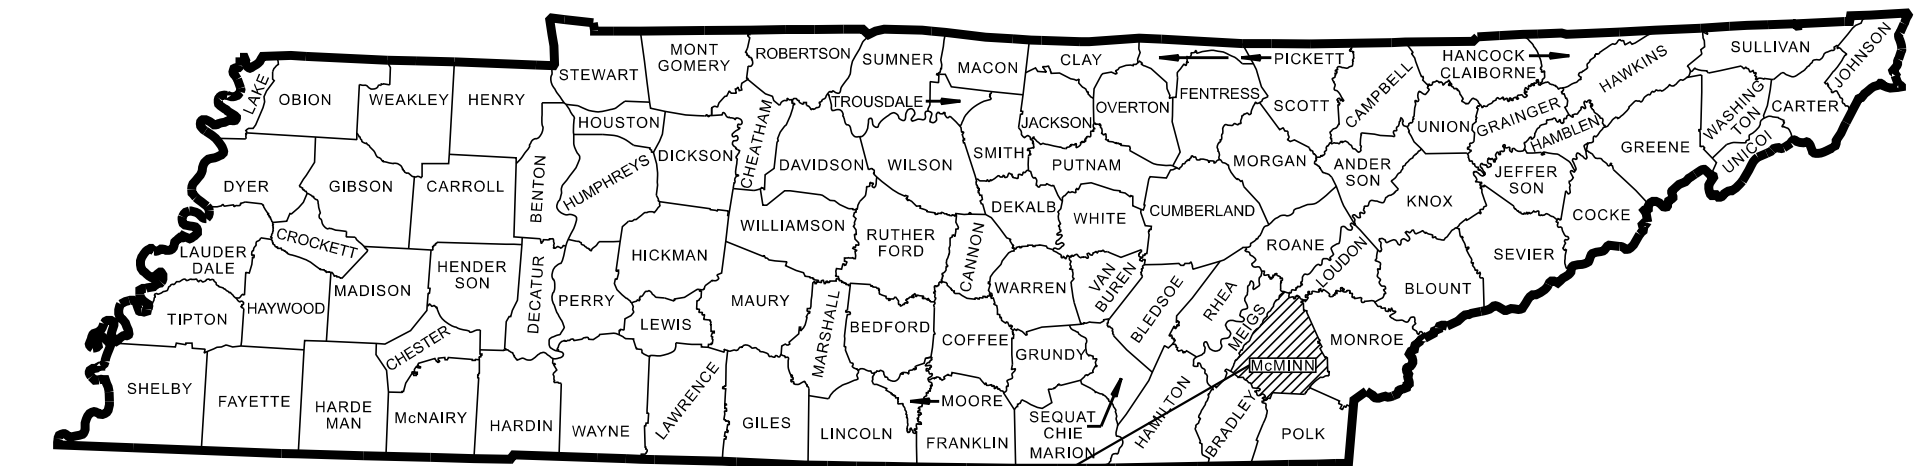 MONT
GOMERY
ROBERTSON
SUMNER
MACON
CLAY
PICKETT
HANCOCK
CLAIBORNE
HAWKINS
SULLIVAN
JOHNSON
STEWART
LAKE
OBION
WEAKLEY
HENRY
HOUSTON
TROUSDALE
JACKSON
OVERTON
FENTRESS
SCOTT
CAMPBELL
UNION
GRAINGER
HAMBLEN
GREENE
WASHING
TON
CARTER
UNICOI
DICKSON
CHEATHAM
DAVIDSON
WILSON
SMITH
PUTNAM
MORGAN
ANDER
SON
JEFFER
SON
DYER
GIBSON
CARROLL
BENTON
HUMPHREYS
WILLIAMSON
RUTHER
FORD
CANNON
DEKALB
WHITE
CUMBERLAND
ROANE
LOUDON
KNOX
SEVIER
COCKE
LAUDER
DALE
CROCKETT
HAYWOOD
MADISON
HENDER
SON
DECATUR
PERRY
HICKMAN
LEWIS
MAURY
MARSHALL
BEDFORD
COFFEE
WARREN
VAN
BUREN
BLEDSOE
RHEA
MEIGS
BLOUNT
MONROE
McMINN
TIPTON
CHESTER
GRUNDY
SHELBY
FAYETTE
HARDE
MAN
McNAIRY
HARDIN
WAYNE
LAWRENCE
GILES
LINCOLN
MOORE
FRANKLIN
SEQUAT
CHIE
MARION
HAMILTON
BRADLEY
POLK